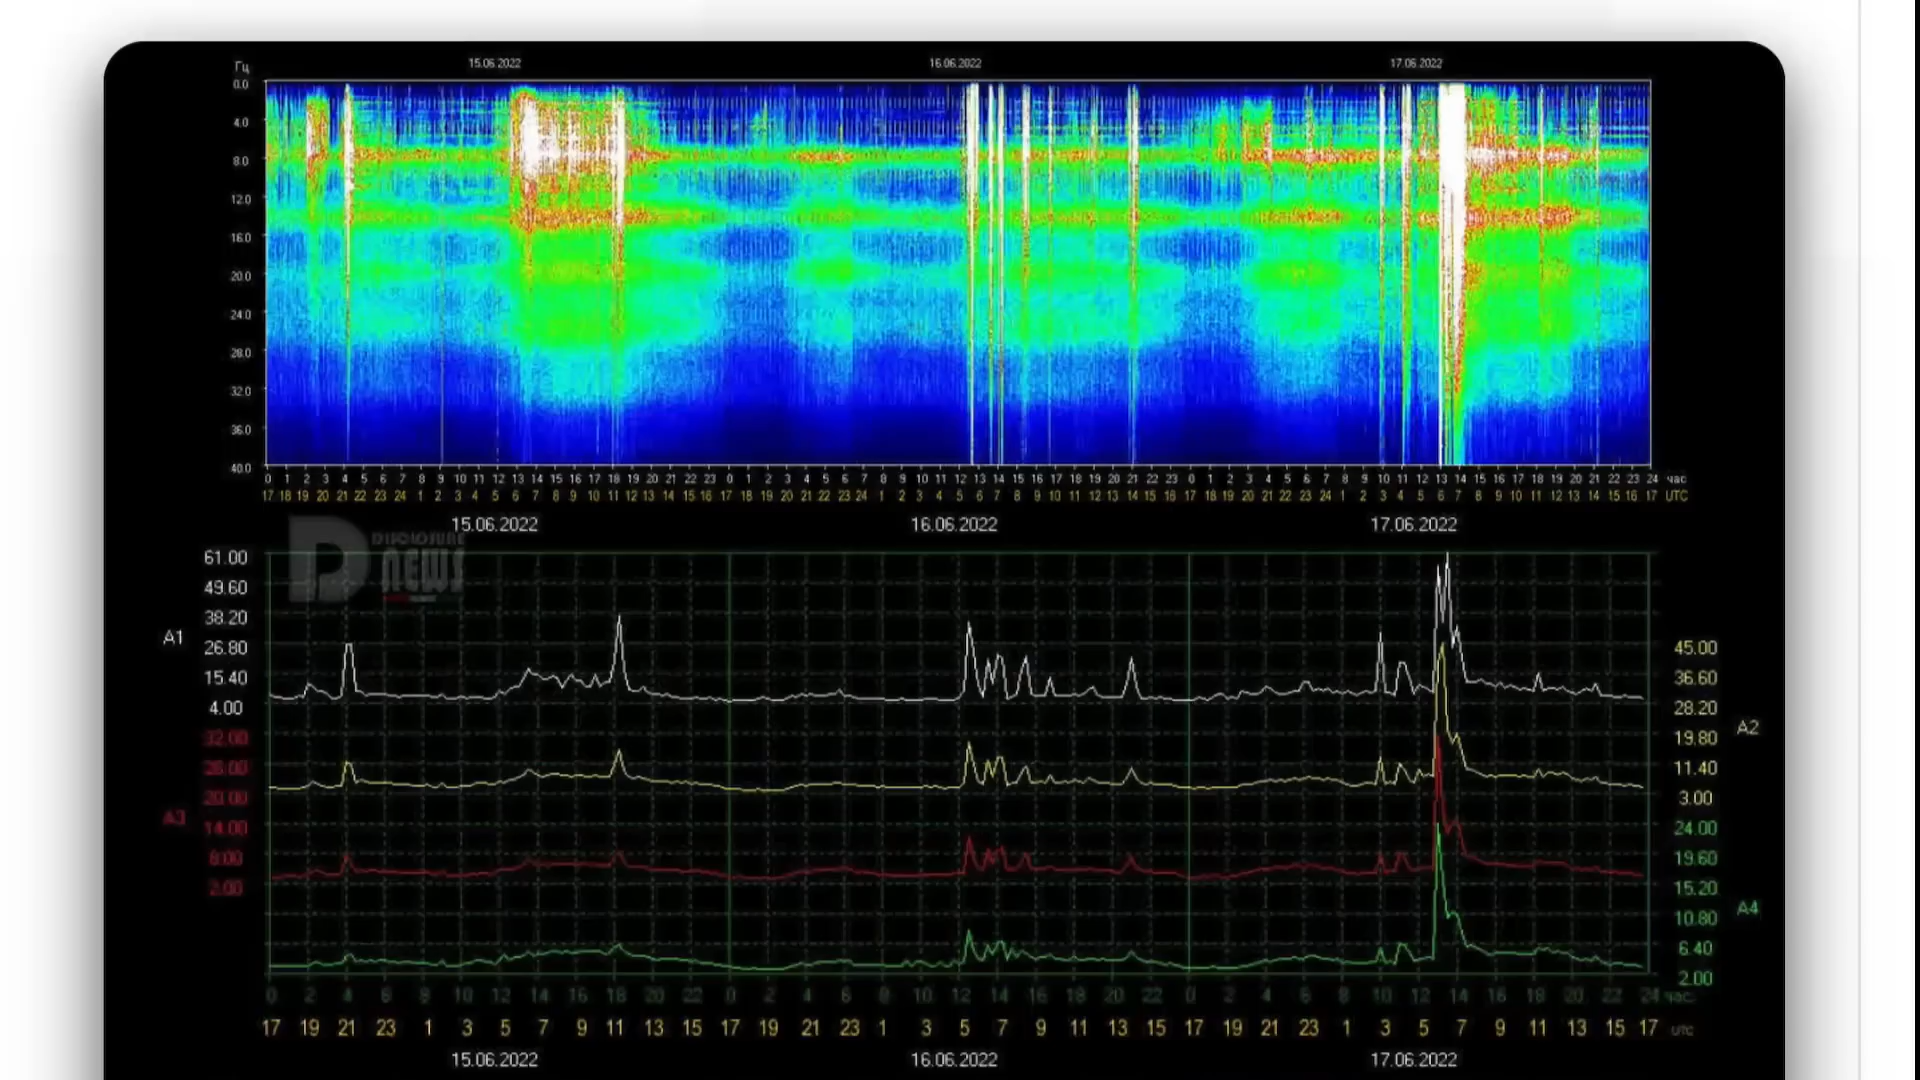 15.06.2022 16.06.2022 17.06.2022
Гц
0.0
4.0
8.0
12.0
16.0
20.0
24.0
28.0
32.0
36.0
40.0
0 1 2 3 4 5 6 7 8 9 10 11 12 13 14 15 16 17 18 19 20 21 22 23 0 1 2 3 4 5 6 7 8 9 10 11 12 13 14 15 16 17 18 19 20 21 22 23 0 1 2 3 4 5 6 7 8 9 10 11 12 13 14 15 16 17 18 19 20 21 22 23 24 час
17 18 19 20 21 22 23 24 1 2 3 4 5 6 7 8 9 10 11 12 13 14 15 16 17 18 19 20 21 22 23 24 1 2 3 4 5 6 7 8 9 10 11 12 13 14 15 16 17 18 19 20 21 22 23 24 1 2 3 4 5 6 7 8 9 10 11 12 13 14 15 16 17 UTC
15.06.2022 16.06.2022 17.06.2022
DISCLOSURE
NEWS
61.00
49.60
38.20
A1
26.80 45.00
15.40 36.60
4.00 28.20
A2
32.00 19.80
26.00 11.40
20.00 3.00
A3
14.00 24.00
8.00 19.60
2.00 15.20
A4
10.80
6.40
2.00
0 2 4 6 8 10 12 14 16 18 20 22 0 2 4 6 8 10 12 14 16 18 20 22 0 2 4 6 8 10 12 14 16 18 20 22 24 час.
17 19 21 23 1 3 5 7 9 11 13 15 17 19 21 23 1 3 5 7 9 11 13 15 17 19 21 23 1 3 5 7 9 11 13 15 17 UTC
15.06.2022 16.06.2022 17.06.2022